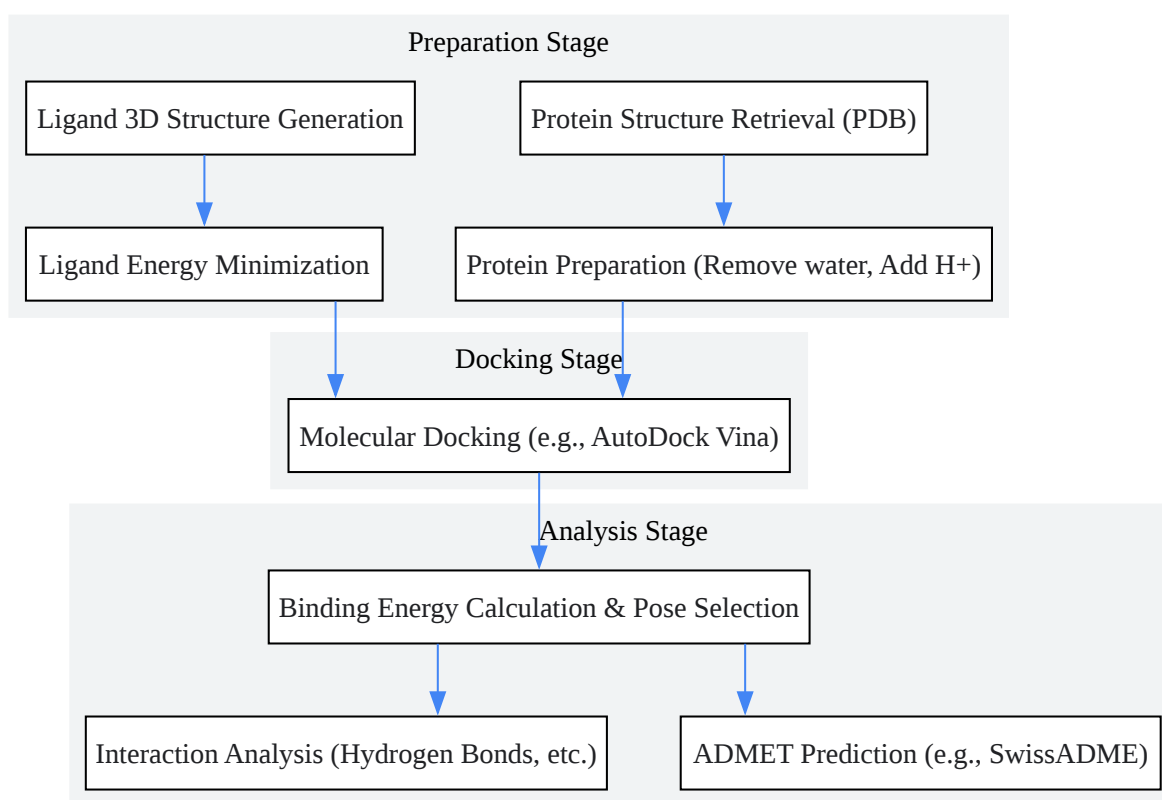 Preparation Stage
Ligand 3D Structure Generation
Protein Structure Retrieval (PDB)
Ligand Energy Minimization
Protein Preparation (Remove water, Add H+)
Docking Stage
Molecular Docking (e.g., AutoDock Vina)
Analysis Stage
Binding Energy Calculation & Pose Selection
Interaction Analysis (Hydrogen Bonds, etc.)
ADMET Prediction (e.g., SwissADME)